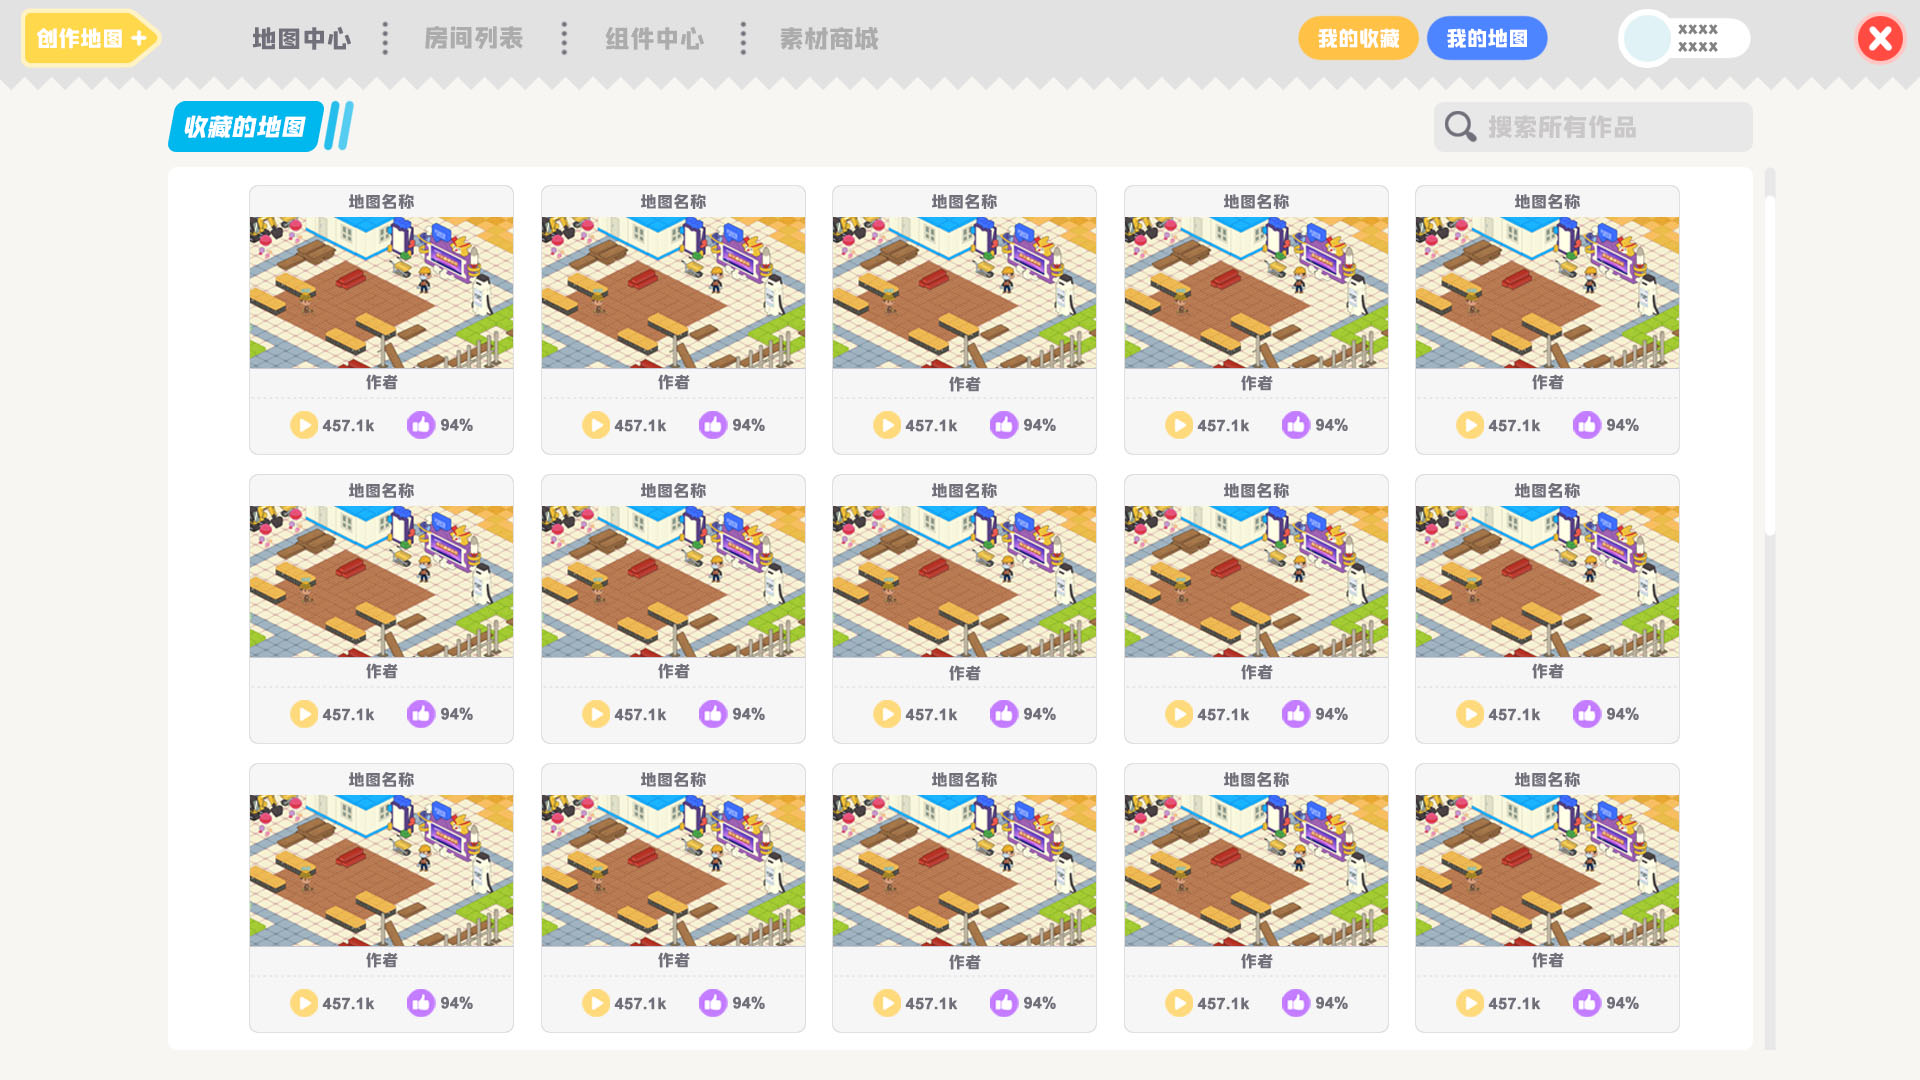 创作地图 +
地图中心
房间列表
组件中心
素材商城
我的收藏
我的地图
xxxx
xxxx
收藏的地图
搜索所有作品
地图名称
作者
457.1k
94%
地图名称
作者
457.1k
94%
地图名称
作者
457.1k
94%
地图名称
作者
457.1k
94%
地图名称
作者
457.1k
94%
地图名称
作者
457.1k
94%
地图名称
作者
457.1k
94%
地图名称
作者
457.1k
94%
地图名称
作者
457.1k
94%
地图名称
作者
457.1k
94%
地图名称
作者
457.1k
94%
地图名称
作者
457.1k
94%
地图名称
作者
457.1k
94%
地图名称
作者
457.1k
94%
地图名称
作者
457.1k
94%